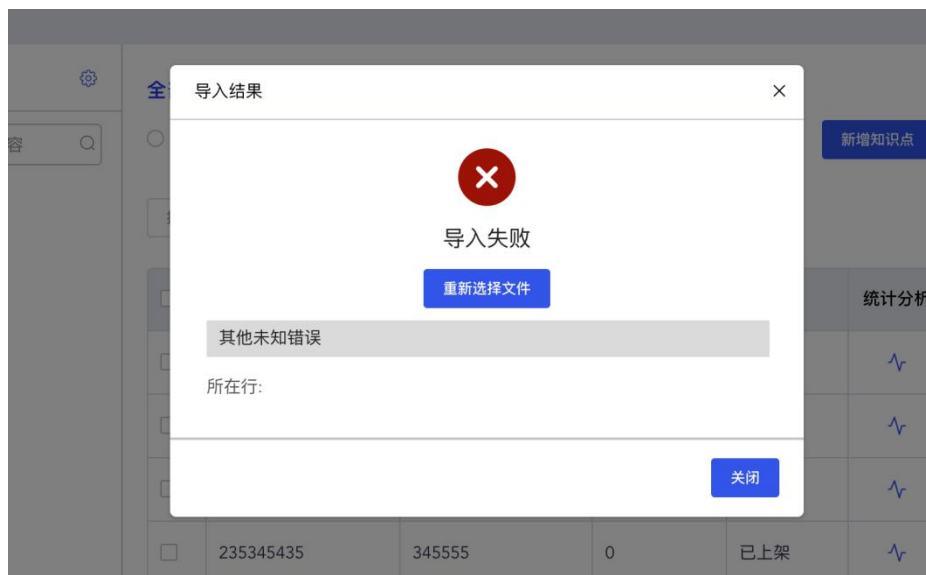 全
导入结果
容
新增知识点
导入失败
重新选择文件
统计分析
其他未知错误
所在行:
关闭
235345435 345555 0 已上架